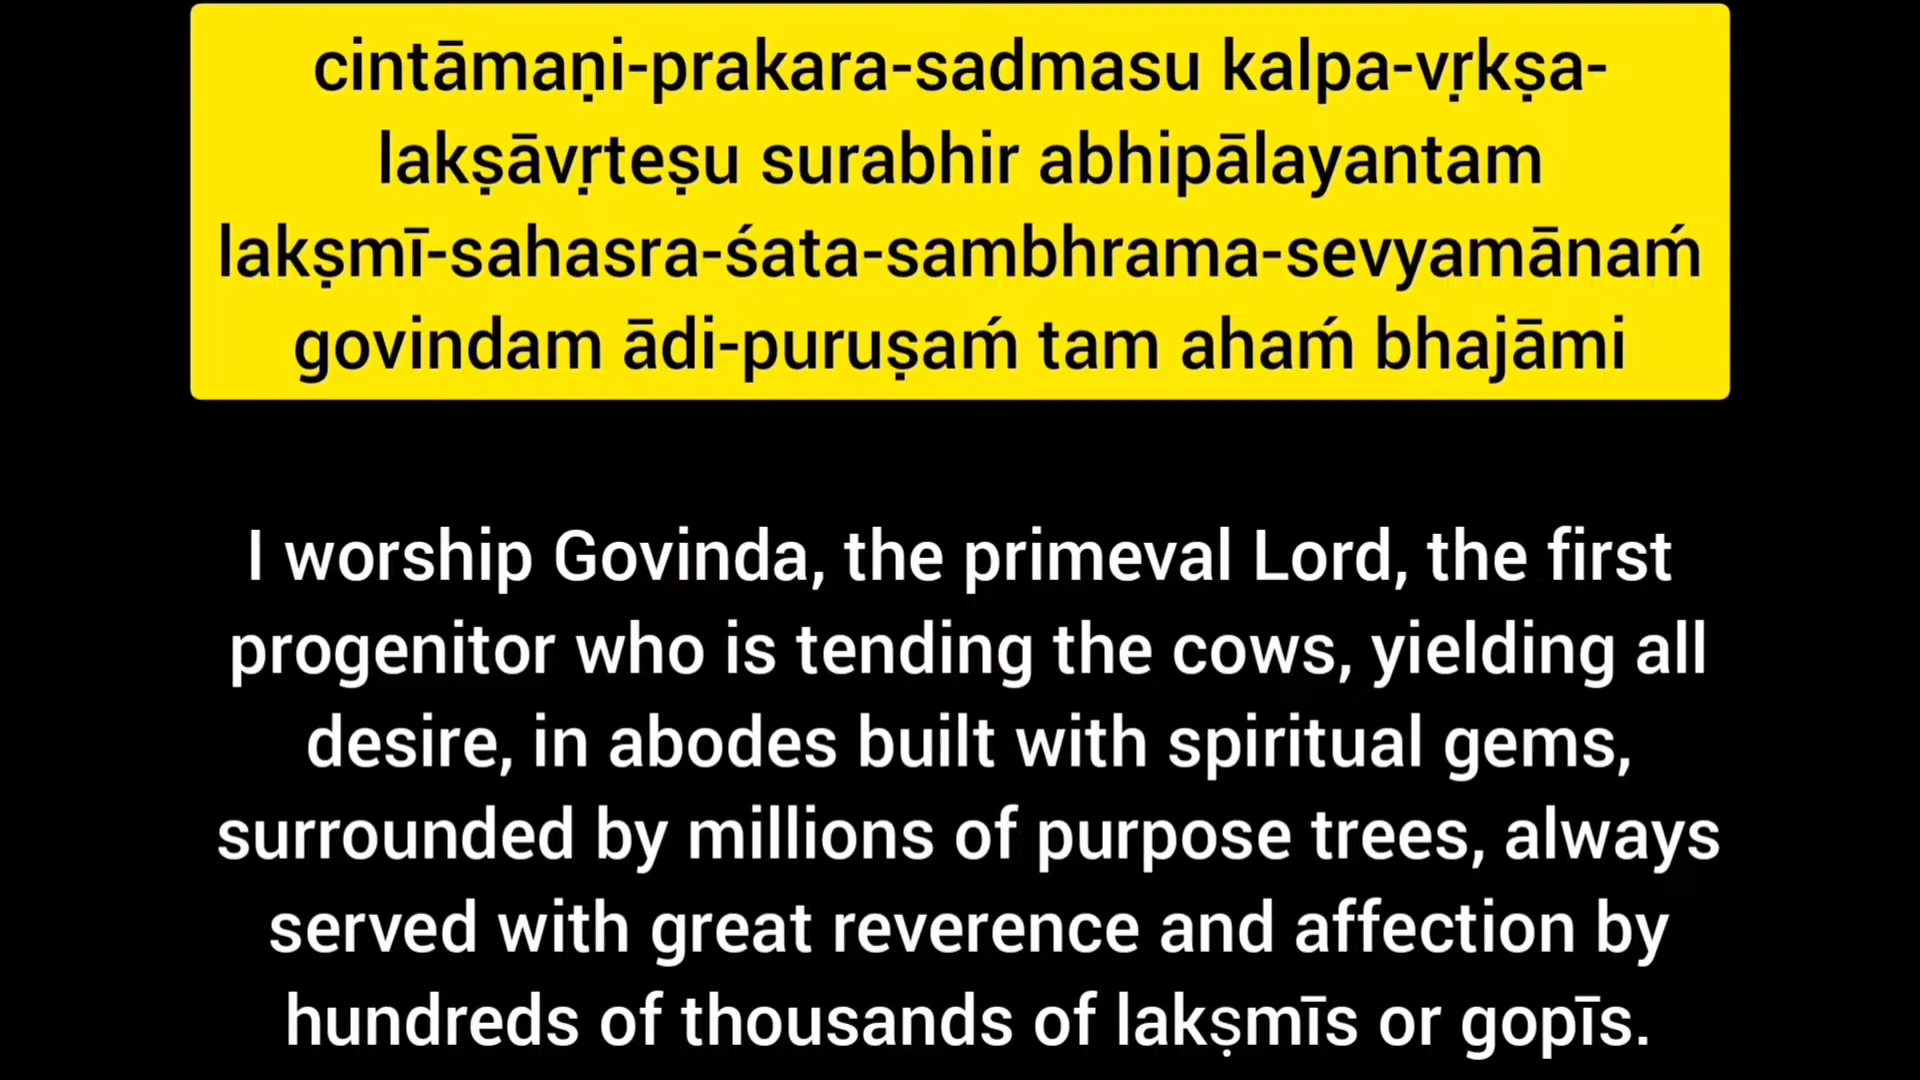 cintāmaṇi-prakara-sadmasu kalpa-vṛkṣa-
lakṣāvṛteṣu surabhir abhipālayantam
lakṣmī-sahasra-śata-sambhrama-sevyamānaḿ
govindam ādi-puruṣaḿ tam ahaḿ bhajāmi
I worship Govinda, the primeval Lord, the first
progenitor who is tending the cows, yielding all
desire, in abodes built with spiritual gems,
surrounded by millions of purpose trees, always
served with great reverence and affection by
hundreds of thousands of lakṣmīs or gopīs.